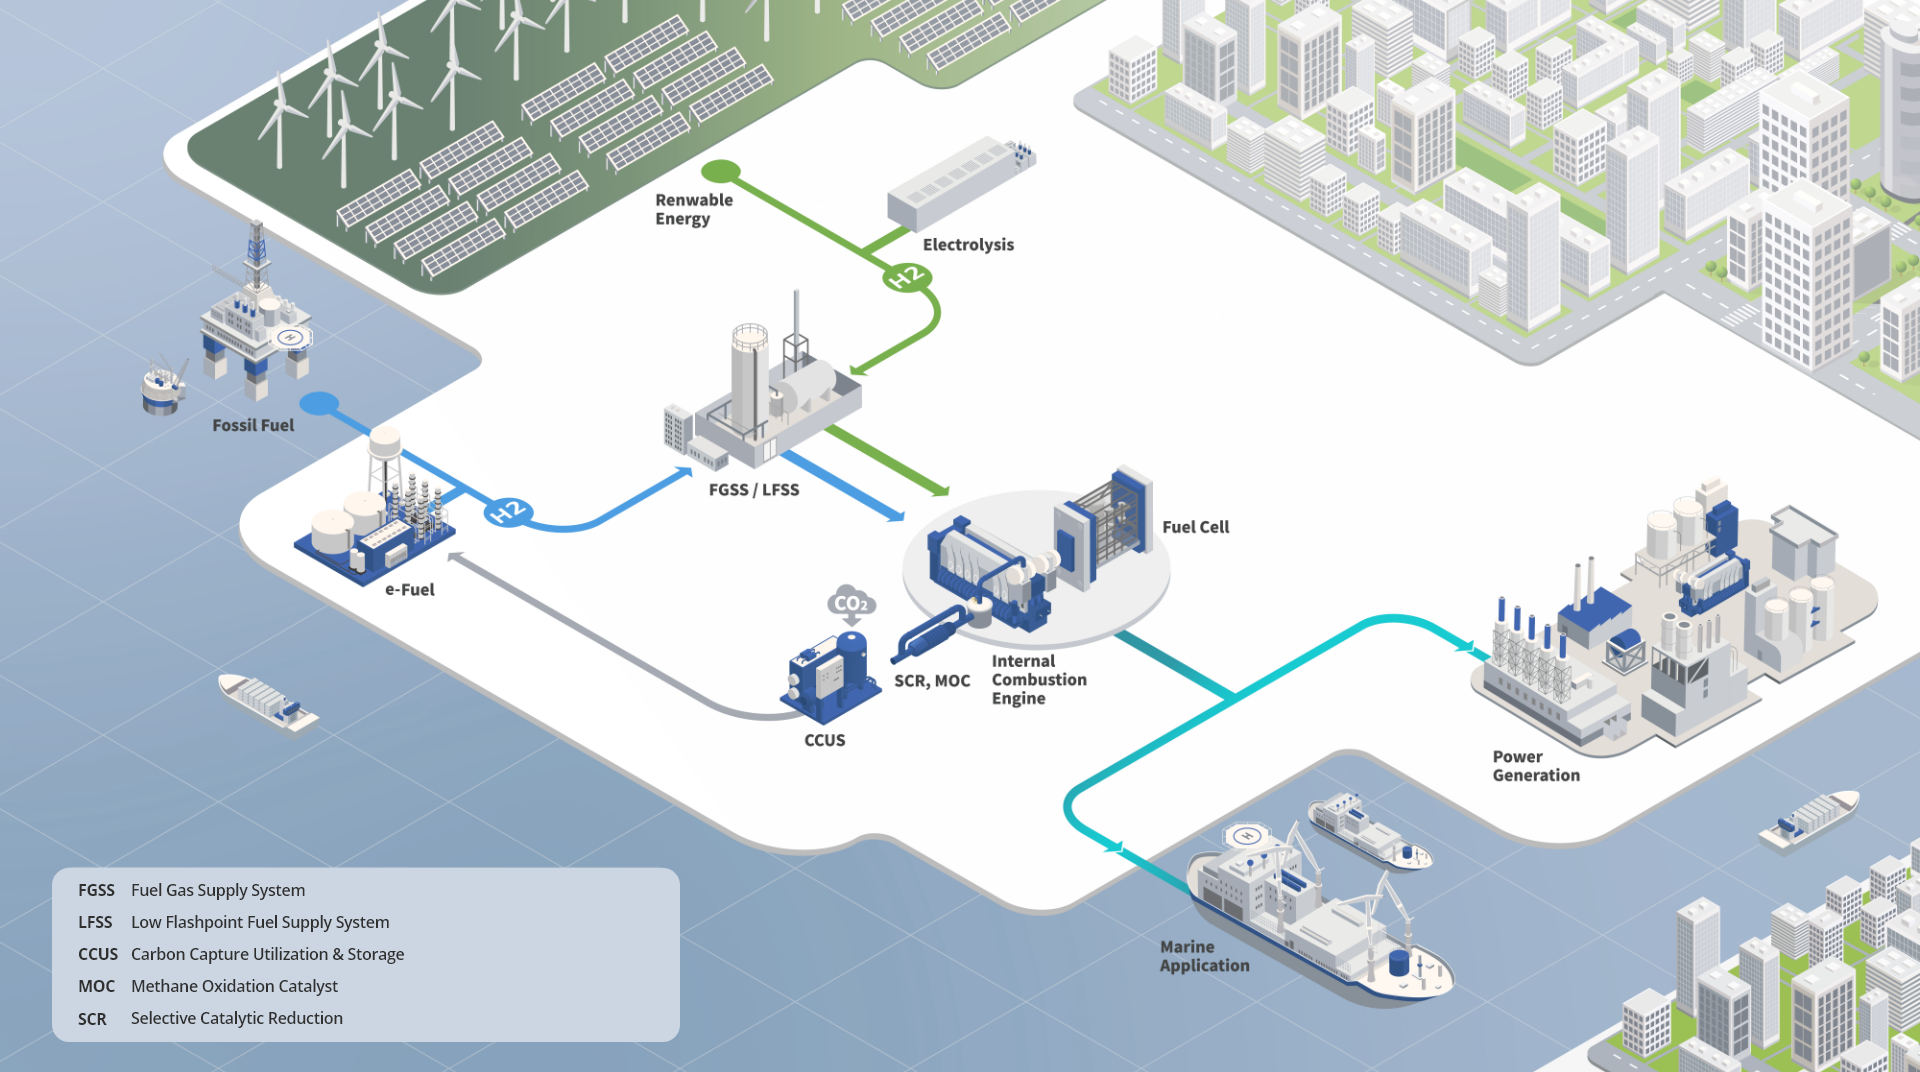 Renwable
Energy
Electrolysis
H2
H
Fossil Fuel
FGSS / LFSS
H2
Fuel Cell
e-Fuel
CO₂
SCR, MOC
Internal
Combustion
Engine
CCUS
Power
Generation
H
Marine
Application
FGSS Fuel Gas Supply System
LFSS Low Flashpoint Fuel Supply System
CCUS Carbon Capture Utilization & Storage
MOC Methane Oxidation Catalyst
SCR Selective Catalytic Reduction